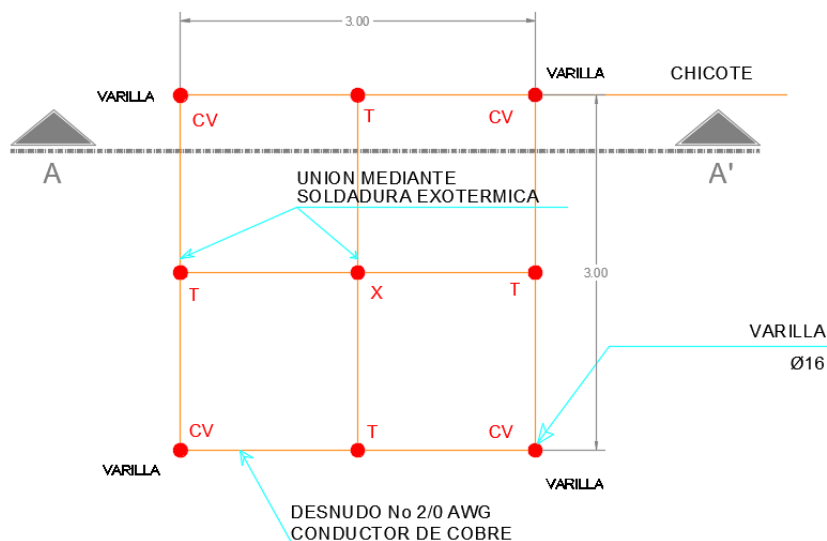 3.00
VARILLA
CHICOTE
VARILLA
CV
T
CV
A
A'
UNION MEDIANTE
SOLDADURA EXOTERMICA
3.00
T
X
T
VARILLA
Ø16
CV
T
CV
VARILLA
VARILLA
DESNUDO No 2/0 AWG
CONDUCTOR DE COBRE